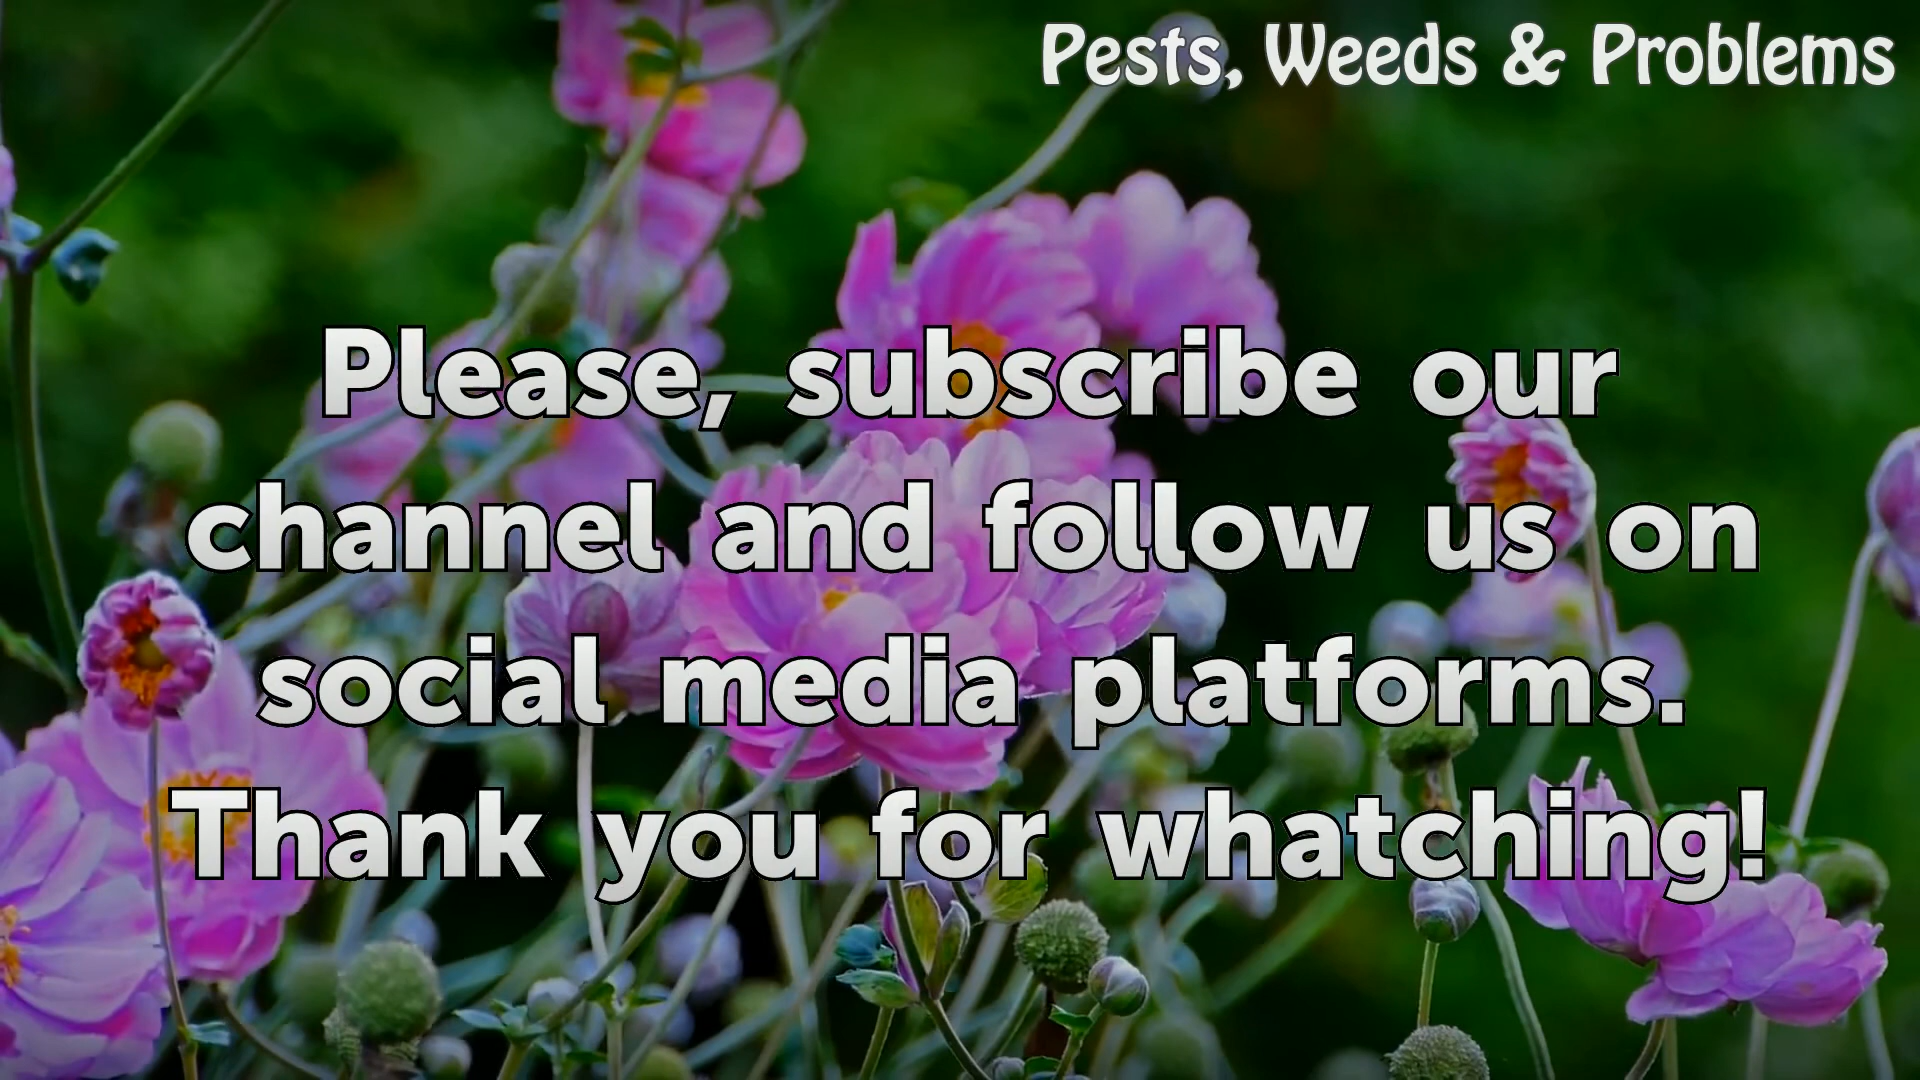 Pests, Weeds & Problems
Please, subscribe our
channel and follow us on
social media platforms.
Thank you for whatching!